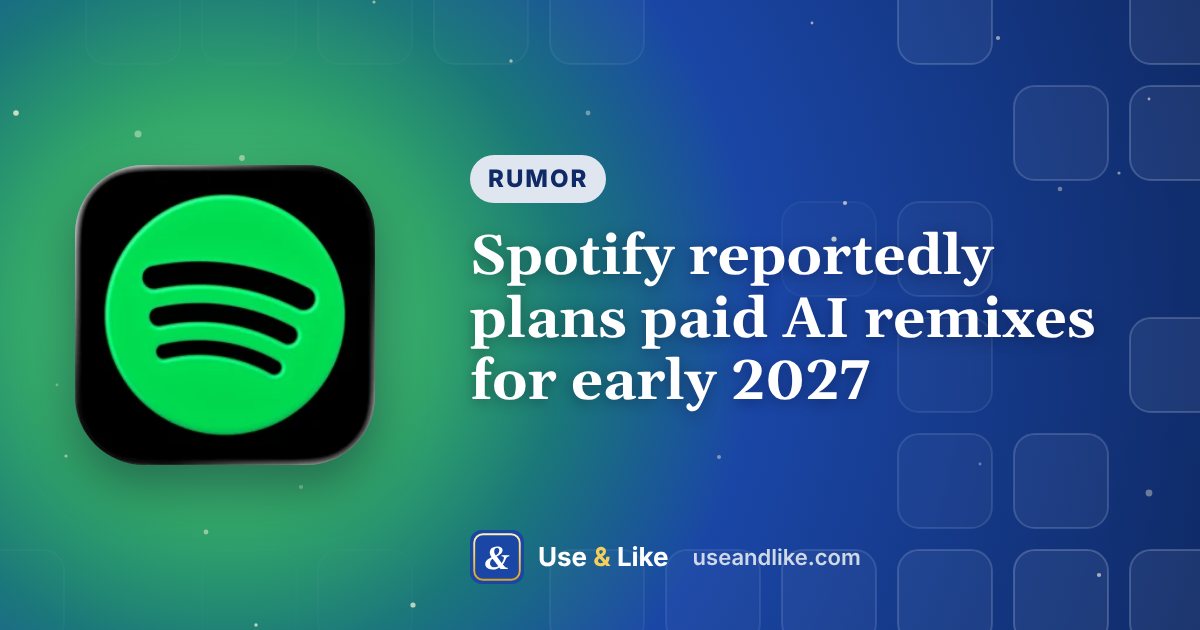 RUMOR
Spotify reportedly
plans paid AI remixes
for early 2027
& Use & Like useandlike.com